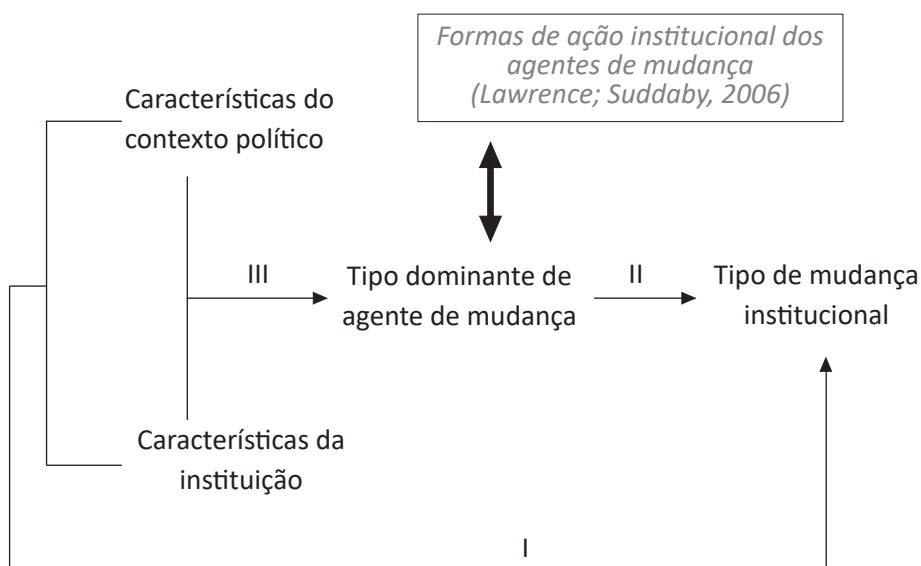 Formas de ação institucional dos
agentes de mudança
(Lawrence; Suddaby, 2006)
Características do
contexto político
III
Tipo dominante de
agente de mudança
II
Tipo de mudança
institucional
Características da
instituição
I